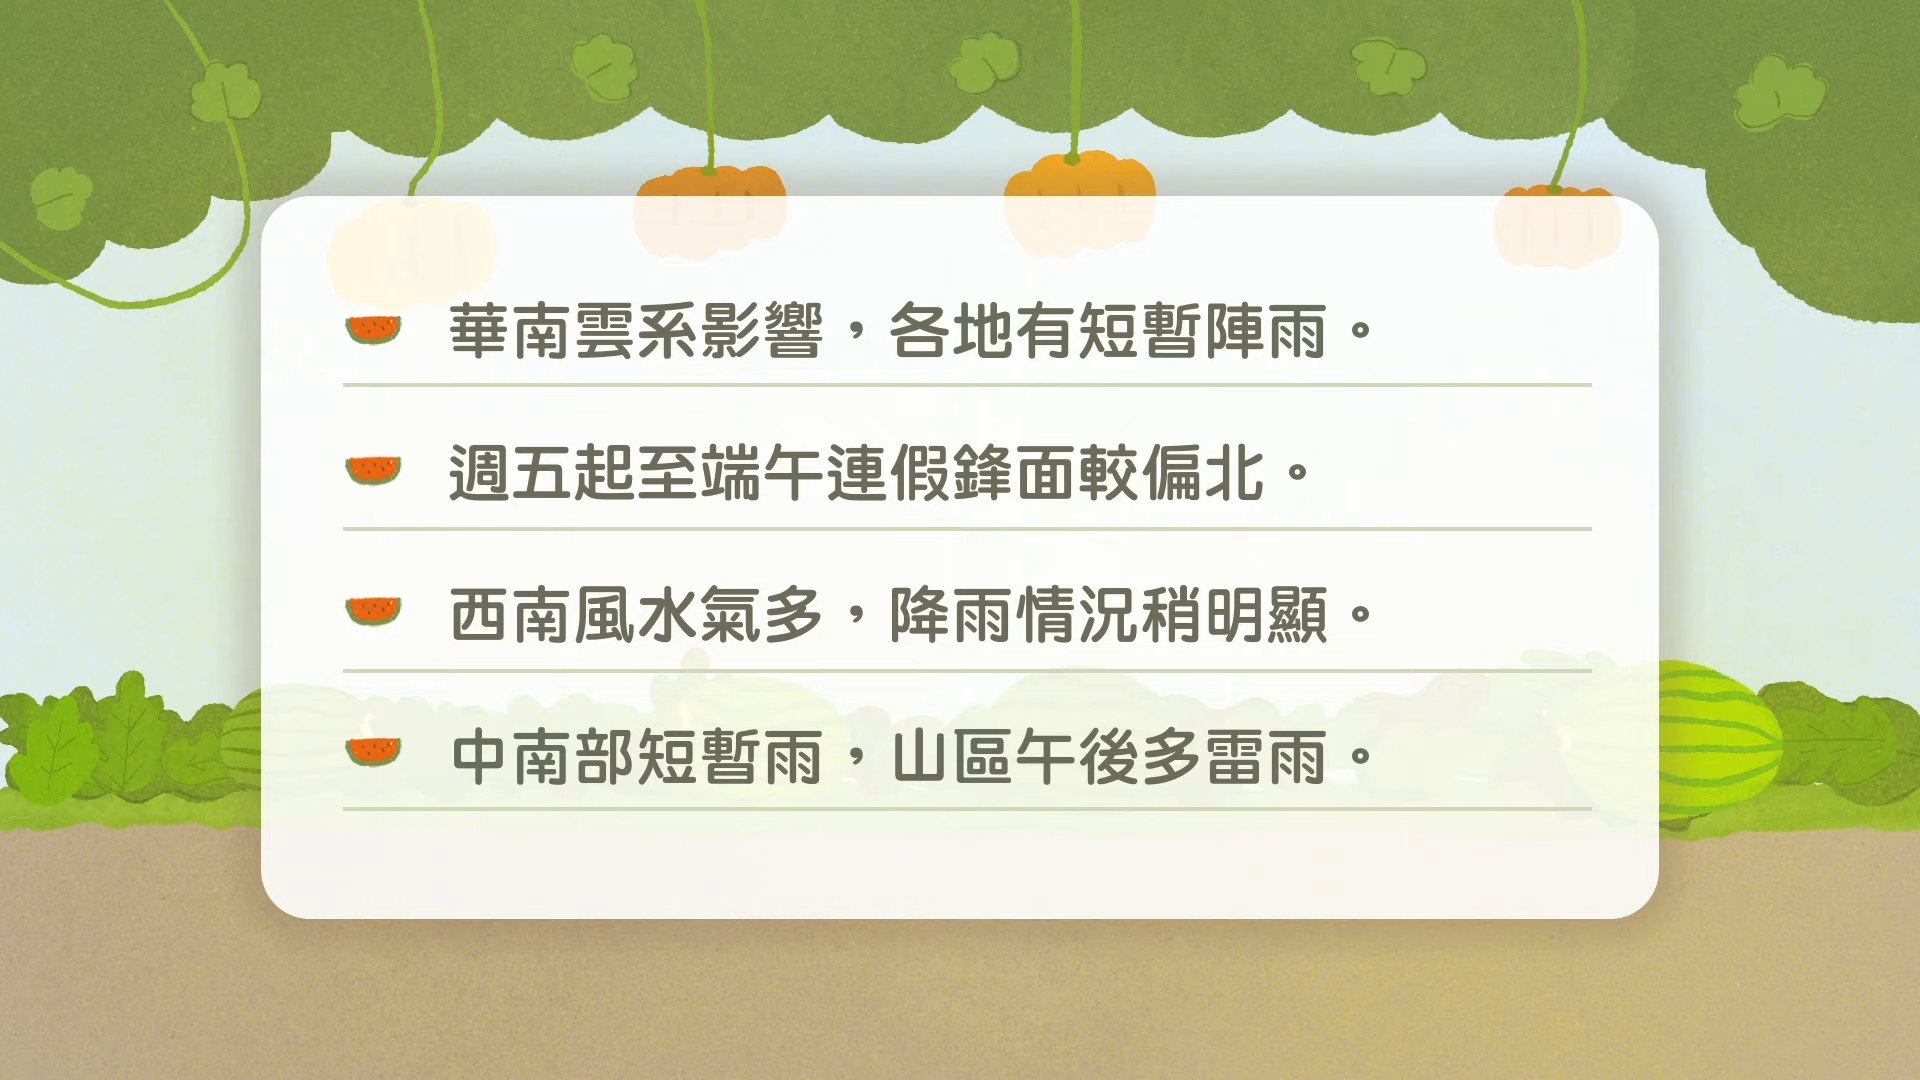 華南雲系影響，各地有短暫陣雨。
週五起至端午連假鋒面較偏北。
西南風水氣多，降雨情況稍明顯。
中南部短暫雨，山區午後多雷雨。